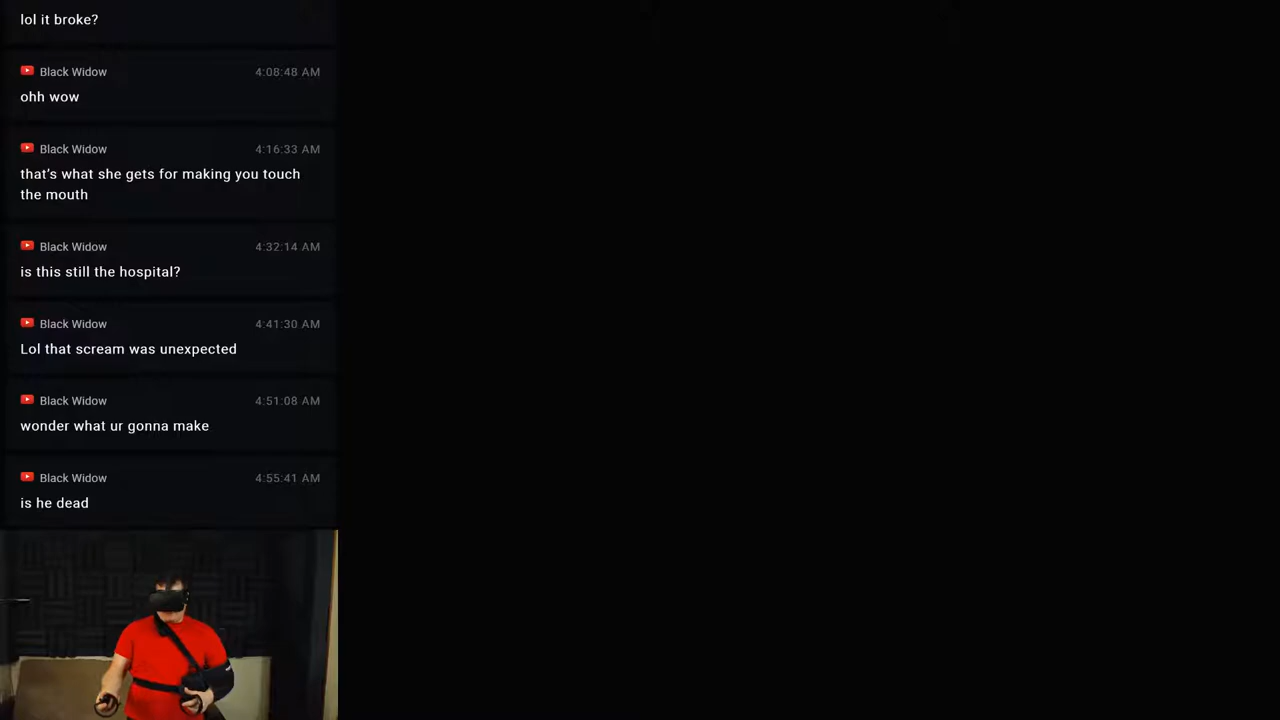 lol it broke?
Black Widow 4:08:48 AM
ohh wow
Black Widow 4:16:33 AM
that's what she gets for making you touch
the mouth
Black Widow 4:32:14 AM
is this still the hospital?
Black Widow 4:41:30 AM
Lol that scream was unexpected
Black Widow 4:51:08 AM
wonder what ur gonna make
Black Widow 4:55:41 AM
is he dead